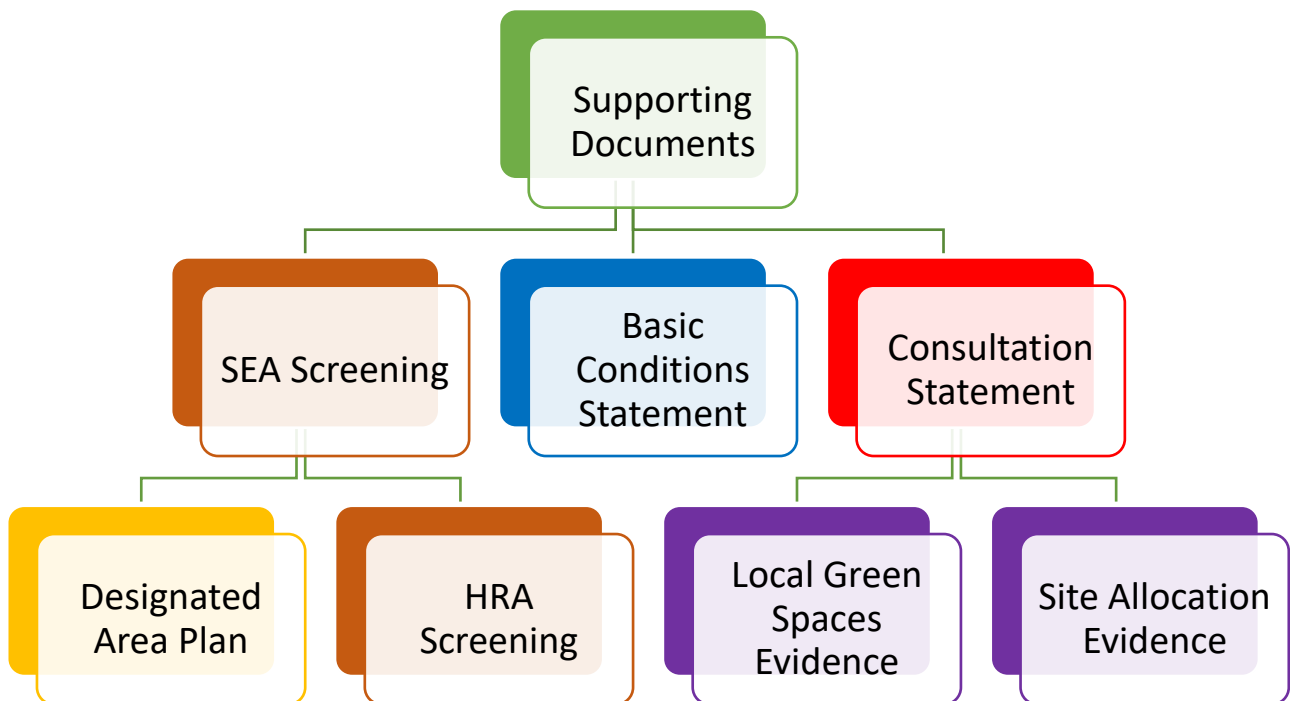 Supporting
Documents
SEA Screening
Basic
Conditions
Statement
Consultation
Statement
Designated
Area Plan
HRA
Screening
Local Green
Spaces
Evidence
Site Allocation
Evidence